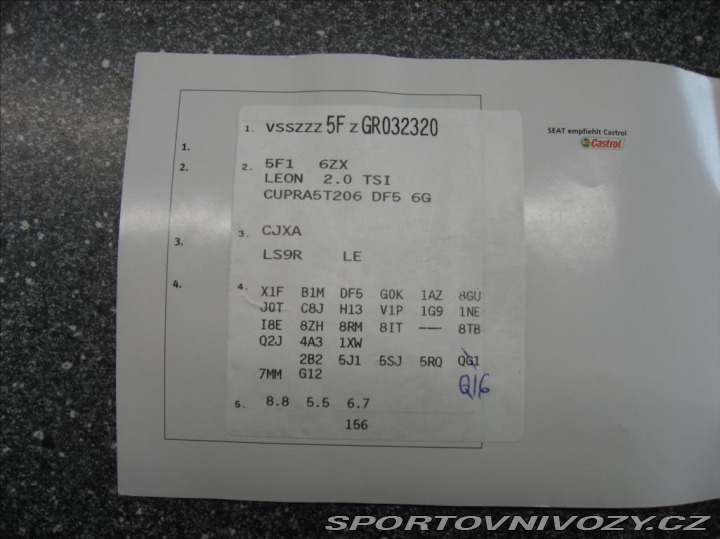 1. VSSZZZ 5F Z GR032320
SEAT empfiehlt Castrol
Castrol
1.
2.
2. 5F1 6ZX
LEON 2.0 TSI
CUPRA5T206 DF5 6G
3.
3. CJXA
LS9R LE
4.
4. X1F B1M DF5 G0K 1AZ 8GU
J0T C8J H13 V1P 1G9 1NE
I8E 8ZH 8RM 8IT --- 8TB
Q2J 4A3 1XW
2B2 5J1 5SJ 5RQ QG1
7MM G12
Q16
5. 8.8 5.5 6.7
156
SPORTOVNIVOZY.CZ